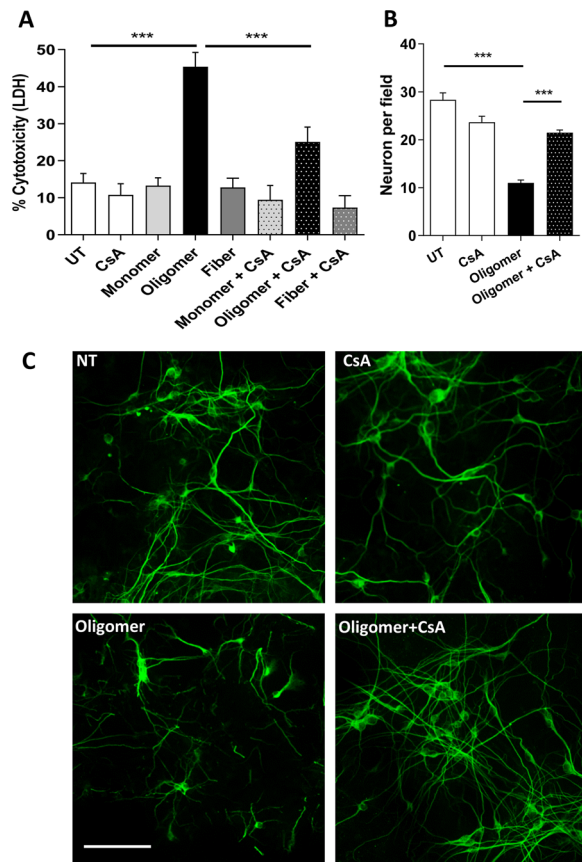 A
% Cytotoxicity (LDH)
60
50
40
30
20
10
0
***
***
UT
CsA
Monomer
Oligomer
Fiber
Monomer + CsA
Oligomer + CsA
Fiber + CsA
B
Neuron per field
40
30
20
10
0
***
***
UT
CsA
Oligomer
Oligomer + CsA
C
NT
CsA
Oligomer
Oligomer+CsA